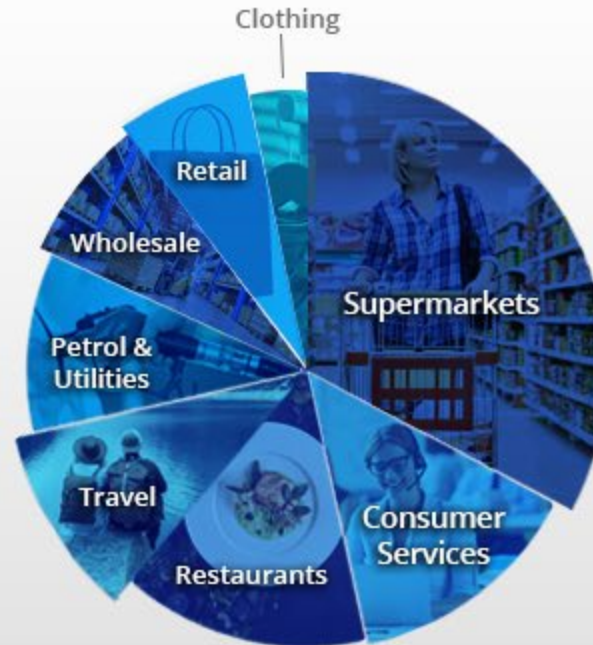 Clothing
Retail
Wholesale
Supermarkets
Petrol &
Utilities
Travel
Consumer
Services
Restaurants